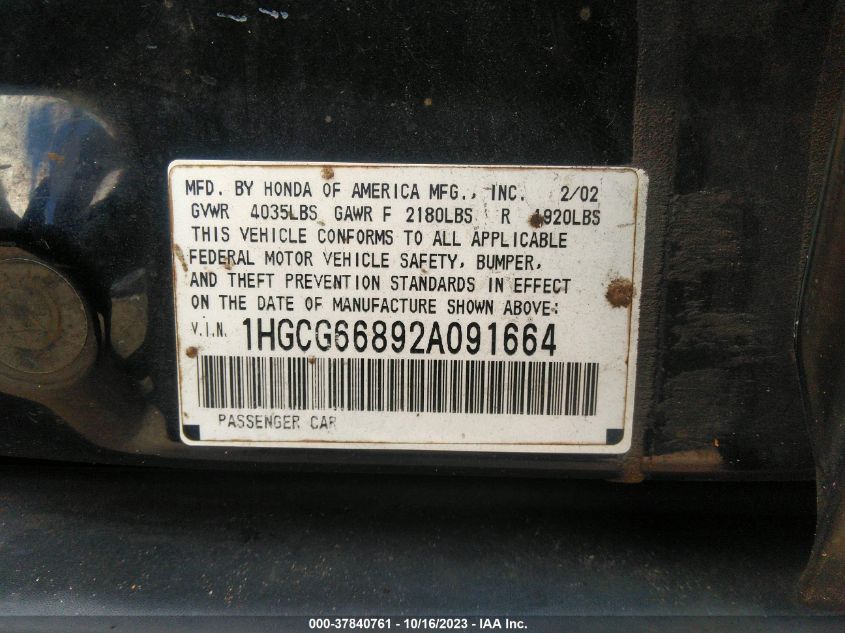 MFD. BY HONDA OF AMERICA MFG., INC. 2/02
GVWR 4035LBS GAWR F 2180LBS R 1920LBS
THIS VEHICLE CONFORMS TO ALL APPLICABLE
FEDERAL MOTOR VEHICLE SAFETY, BUMPER,
AND THEFT PREVENTION STANDARDS IN EFFECT
ON THE DATE OF MANUFACTURE SHOWN ABOVE:
V.I.N. 1HGCG66892A091664
PASSENGER CAR
000-37840761 - 10/16/2023 - IAA Inc.